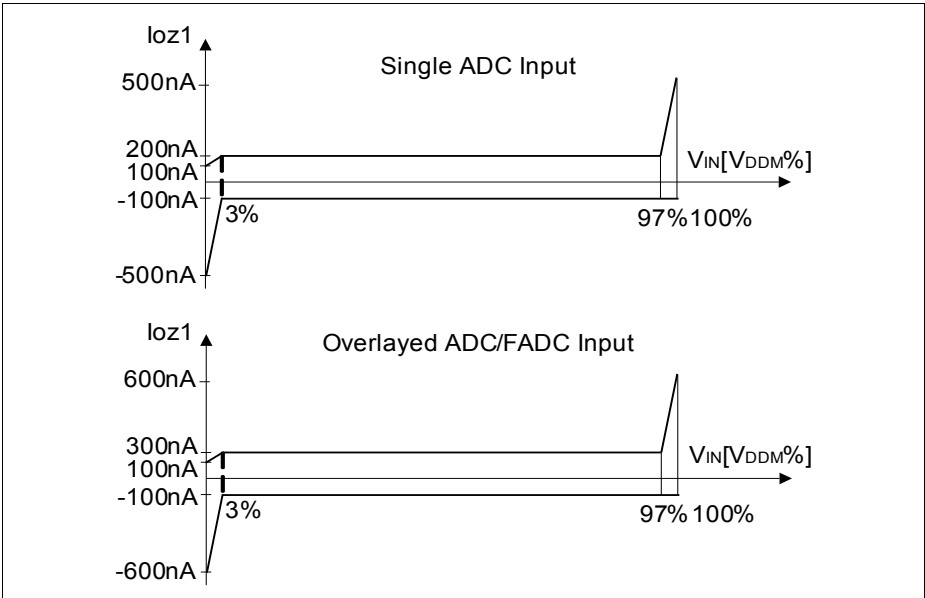 Ioz1
Single ADC Input
500nA
200nA
VIN[VDDM%]
100nA
-100nA
3%
97% 100%
-500nA
Ioz1
Overlayed ADC/FADC Input
600nA
300nA
VIN[VDDM%]
100nA
-100nA
3%
97% 100%
-600nA